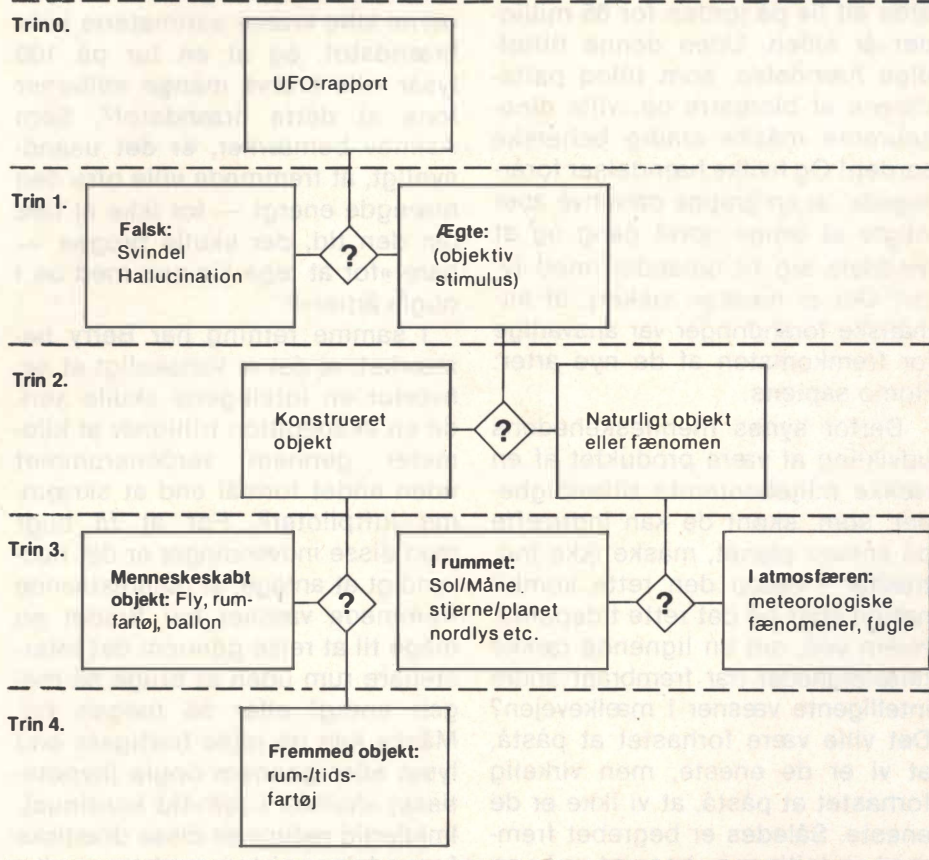 Trin 0.
UFO-rapport
Trin 1.
Falsk:
Svindel
Hallucination
?
Ægte:
(objektiv
stimulus)
Trin 2.
Konstrueret
objekt
?
Naturligt objekt
eller fænomen
Trin 3.
Menneskeskabt
objekt: Fly, rum-
fartøj, ballon
?
I rummet:
Sol/Måne
stjerne/planet
nordlys etc.
?
I atmosfæren:
meteorologiske
fænomener, fugle
Trin 4.
Fremmed objekt:
rum-/tids-
fartøj